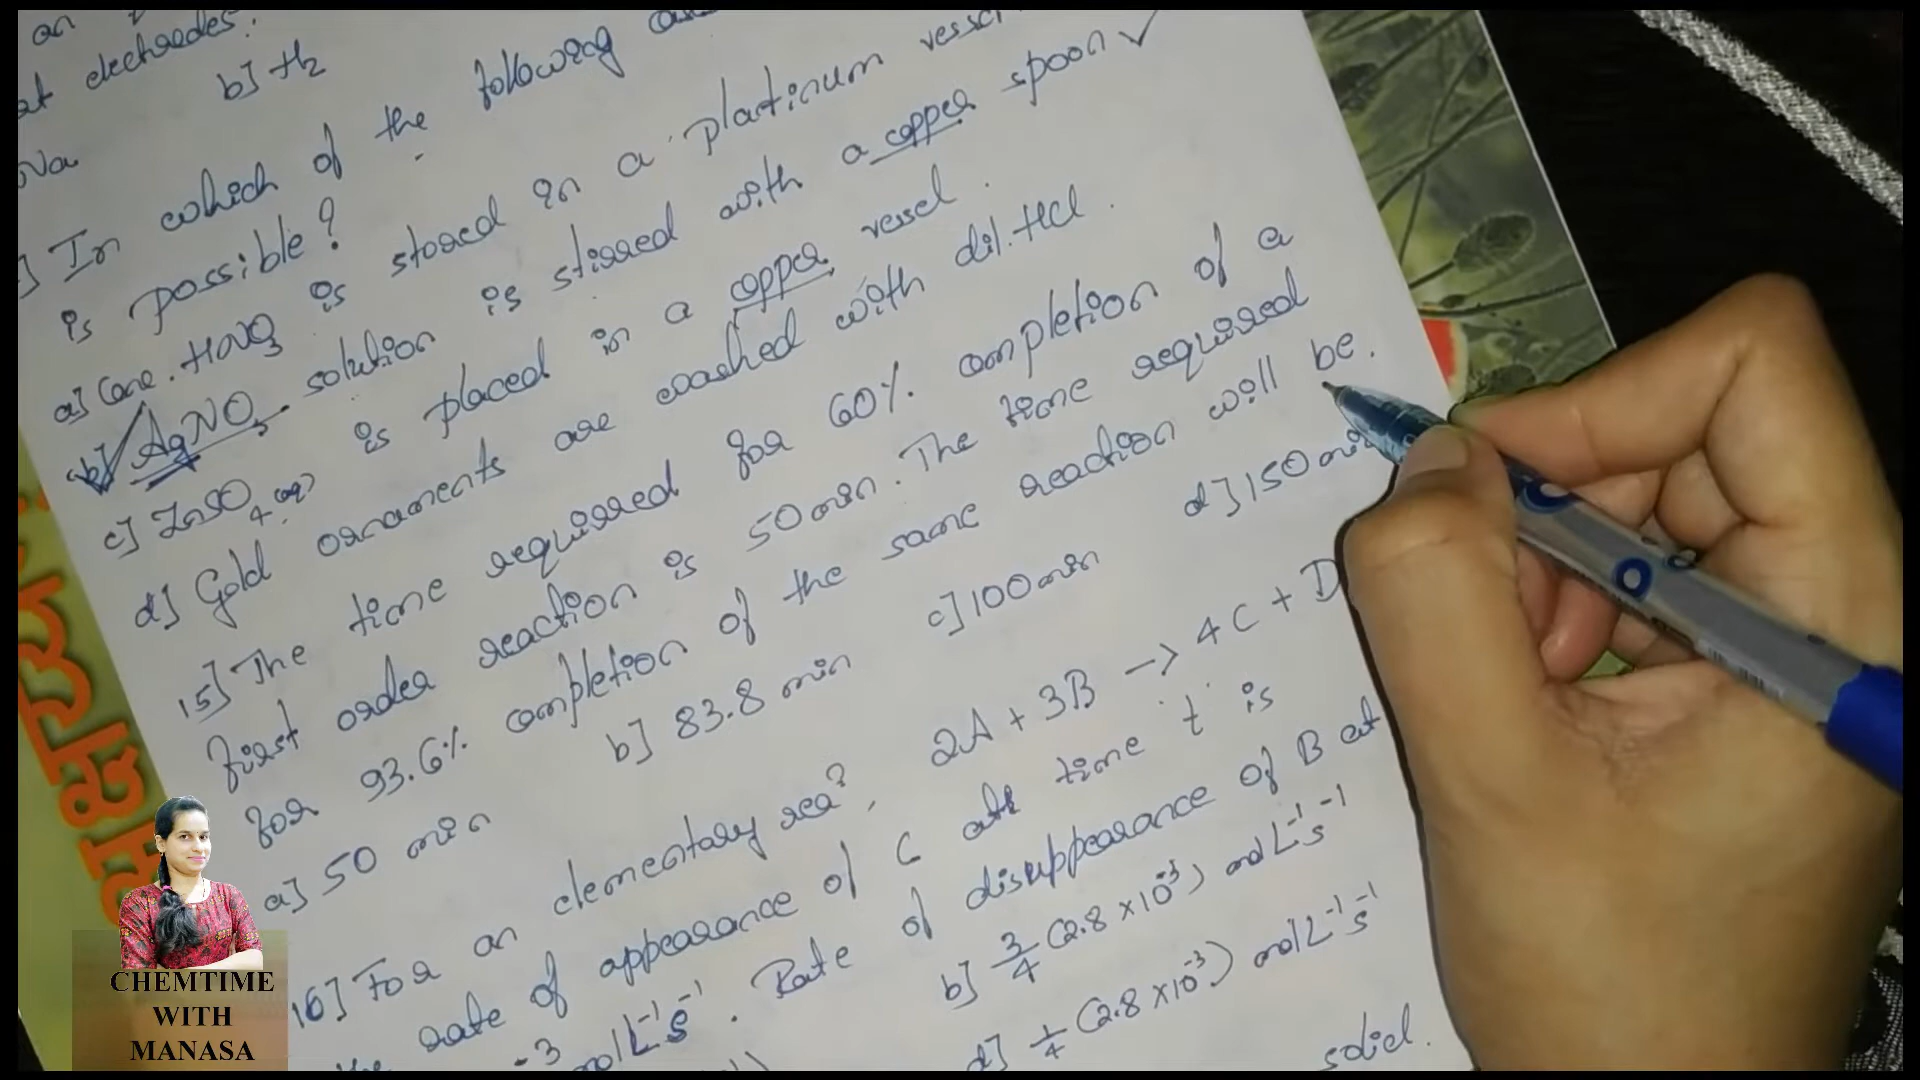 an
at electrodes.
b] H₂
Na
] In which of the following
is possible?
a] Conc. HNO₃ is stored in a platinum vessel
b] AgNO₃ solution is stirred with a copper spoon ✓
c] ZnSO₄ (aq) is placed in a copper vessel.
d] Gold ornaments are washed with dil. HCl.
15] The time required for 60% completion of a
first order reaction is 50 min. The time required
for 93.6% completion of the same reaction will be.
a] 50 min b] 83.8 min c] 100 min d] 150 min
16] For an elementary reaⁿ, 2A + 3B → 4C + D
the rate of appearance of C at time t is
-3 mol L⁻¹ s⁻¹. Rate of disappearance of B at
b] 3/4 (2.8 × 10⁻³) mol L⁻¹ s⁻¹
d] 1/4 (2.8 × 10⁻³) mol L⁻¹ s⁻¹
solid.
CHEMTIME
WITH
MANASA